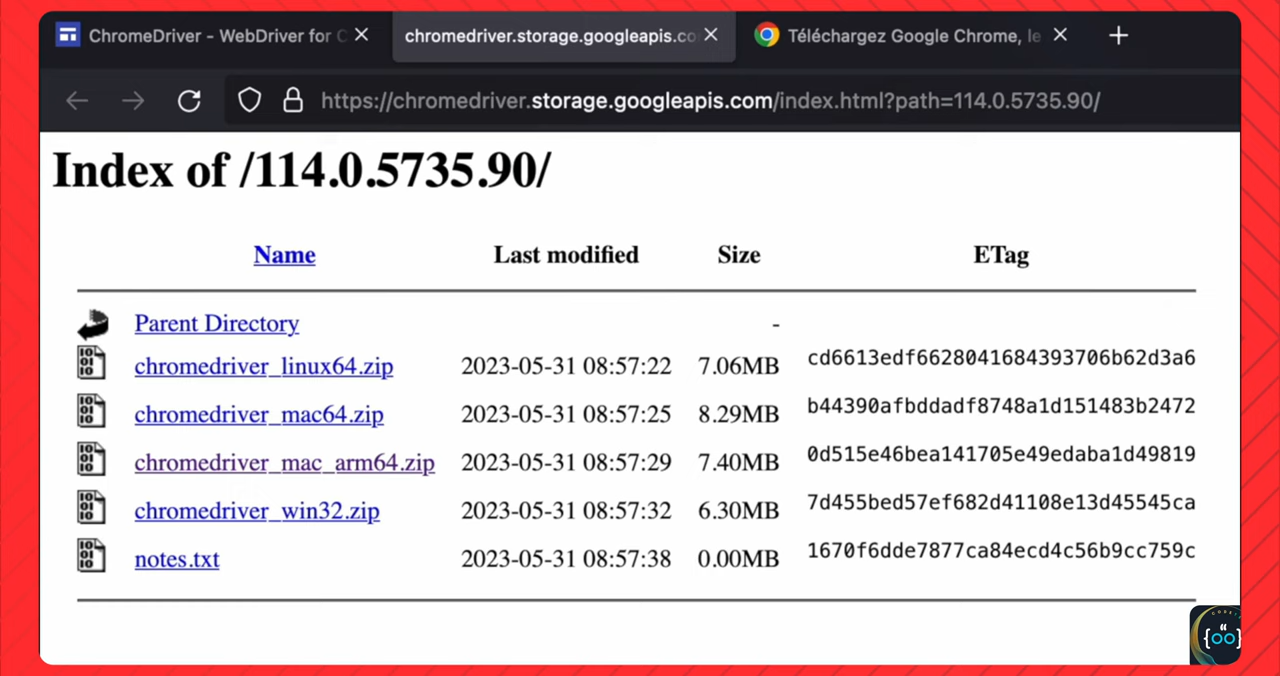 ChromeDriver - WebDriver for C
chromedriver.storage.googleapis.co
Téléchargez Google Chrome, le
https://chromedriver.storage.googleapis.com/index.html?path=114.0.5735.90/
Index of /114.0.5735.90/
Name Last modified Size ETag
Parent Directory -
chromedriver_linux64.zip 2023-05-31 08:57:22 7.06MB cd6613edf6628041684393706b62d3a6
chromedriver_mac64.zip 2023-05-31 08:57:25 8.29MB b44390afbddadf8748a1d151483b2472
chromedriver_mac_arm64.zip 2023-05-31 08:57:29 7.40MB 0d515e46bea141705e49edaba1d49819
chromedriver_win32.zip 2023-05-31 08:57:32 6.30MB 7d455bed57ef682d41108e13d45545ca
notes.txt 2023-05-31 08:57:38 0.00MB 1670f6dde7877ca84ecd4c56b9cc759c